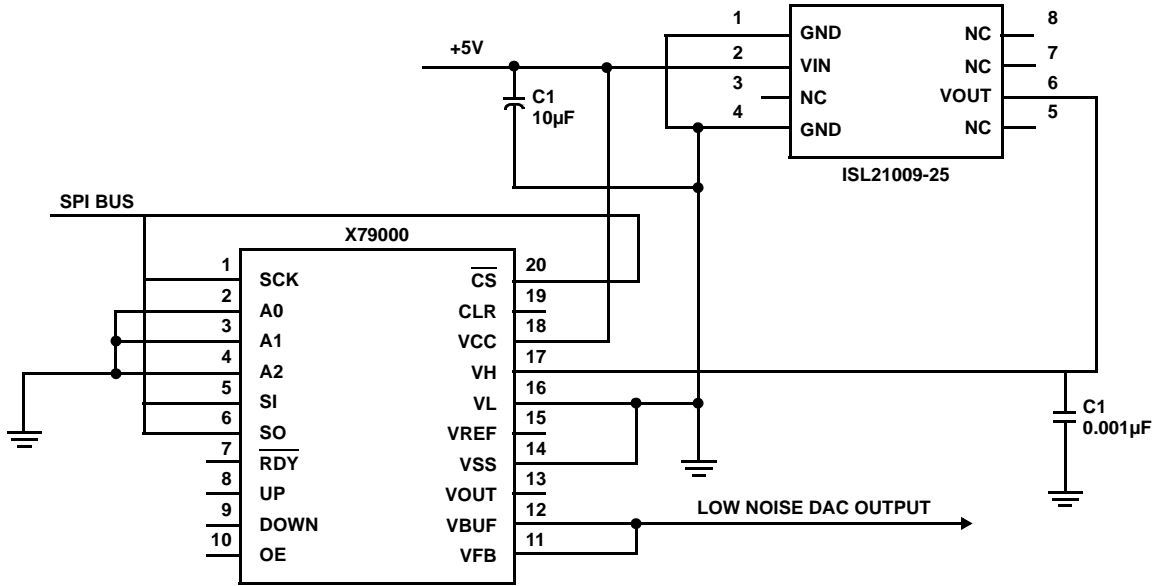 +5V
C1
10µF
1
2
3
4
GND
VIN
NC
GND
NC
NC
VOUT
NC
8
7
6
5
ISL21009-25
SPI BUS
X79000
1
2
3
4
5
6
7
8
9
10
SCK
A0
A1
A2
SI
SO
RDY
UP
DOWN
OE
CS
CLR
VCC
VH
VL
VREF
VSS
VOUT
VBUF
VFB
20
19
18
17
16
15
14
13
12
11
C1
0.001µF
LOW NOISE DAC OUTPUT